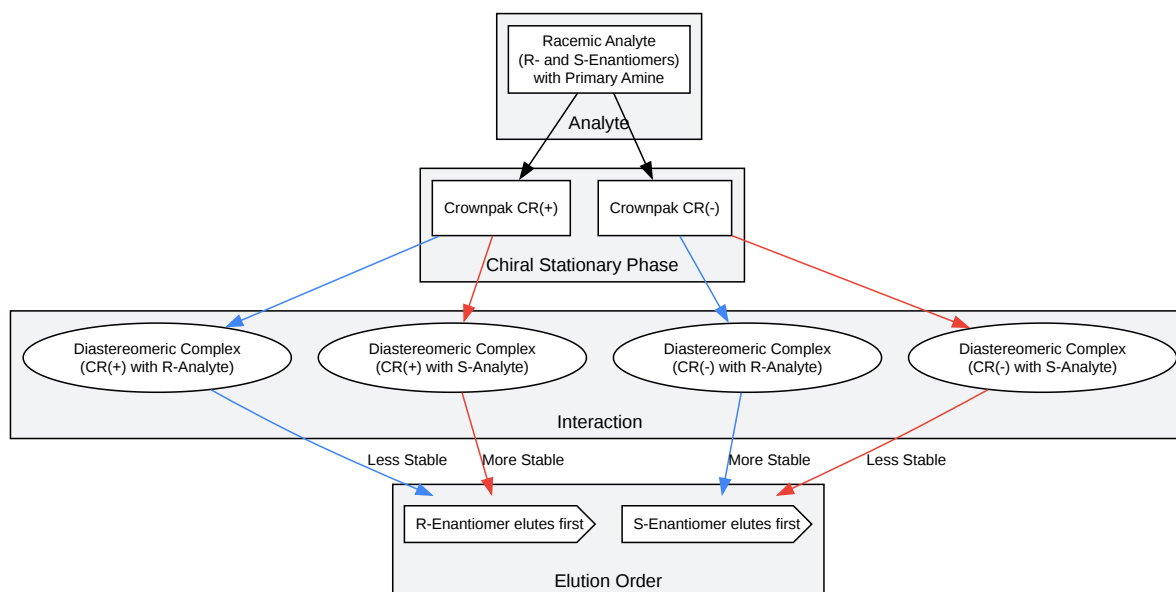 Racemic Analyte
(R- and S-Enantiomers)
with Primary Amine
Analyte
Crownpak CR(+)
Crownpak CR(-)
Chiral Stationary Phase
Diastereomeric Complex
(CR(+) with R-Analyte)
Diastereomeric Complex
(CR(+) with S-Analyte)
Diastereomeric Complex
(CR(-) with R-Analyte)
Diastereomeric Complex
(CR(-) with S-Analyte)
Interaction
Less Stable
More Stable
More Stable
Less Stable
R-Enantiomer elutes first
S-Enantiomer elutes first
Elution Order